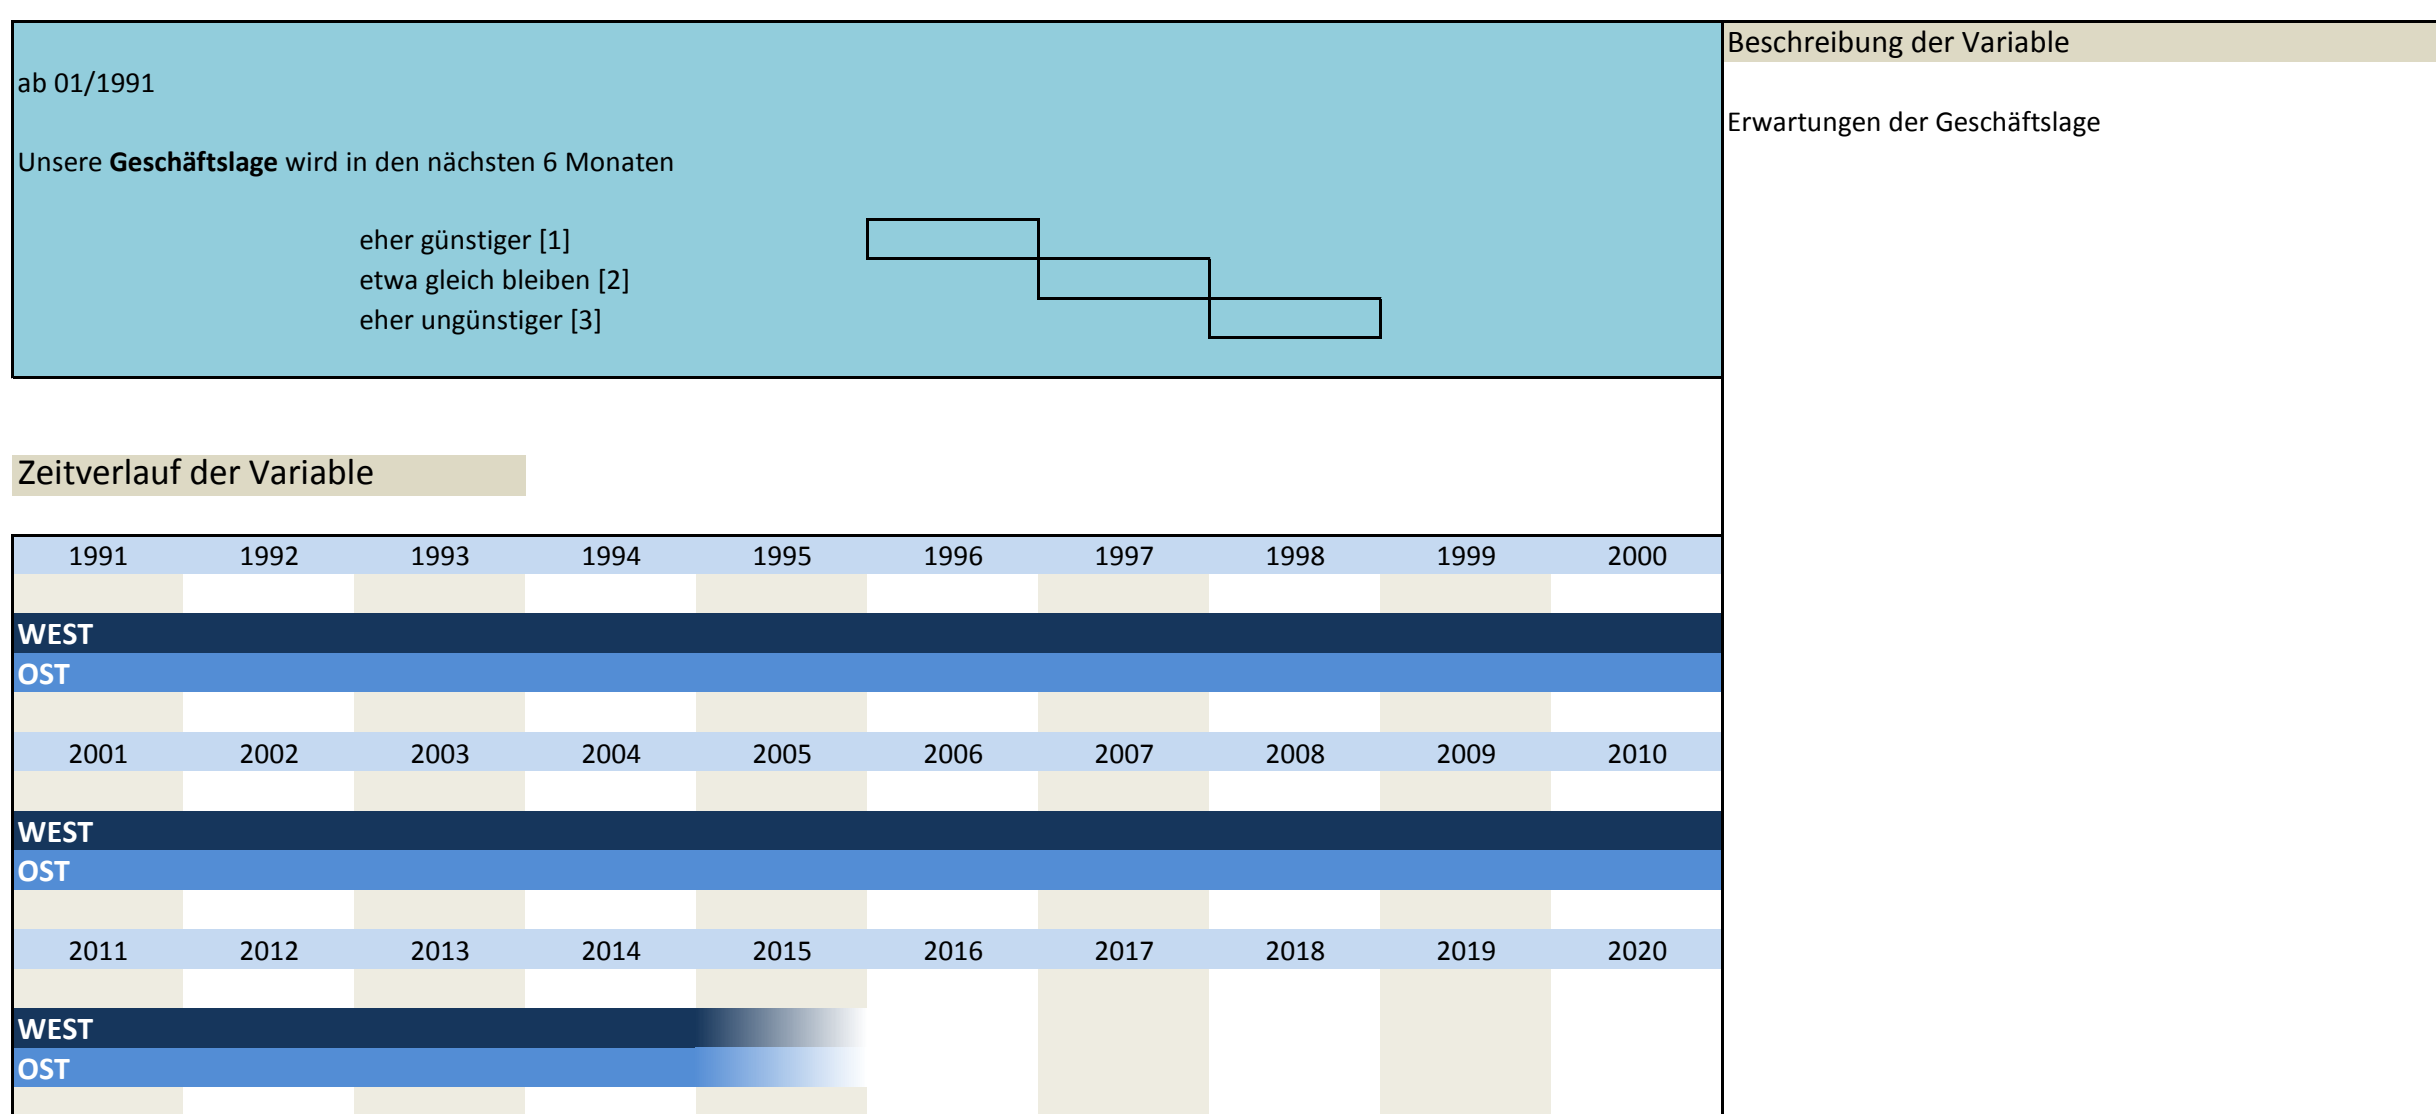 Beschreibung der Variable
ab 01/1991
Erwartungen der Geschäftslage
Unsere Geschäftslage wird in den nächsten 6 Monaten
eher günstiger [1]
etwa gleich bleiben [2]
eher ungünstiger [3]
Zeitverlauf der Variable
1991 1992 1993 1994 1995 1996 1997 1998 1999 2000
WEST
OST
2001 2002 2003 2004 2005 2006 2007 2008 2009 2010
WEST
OST
2011 2012 2013 2014 2015 2016 2017 2018 2019 2020
WEST
OST